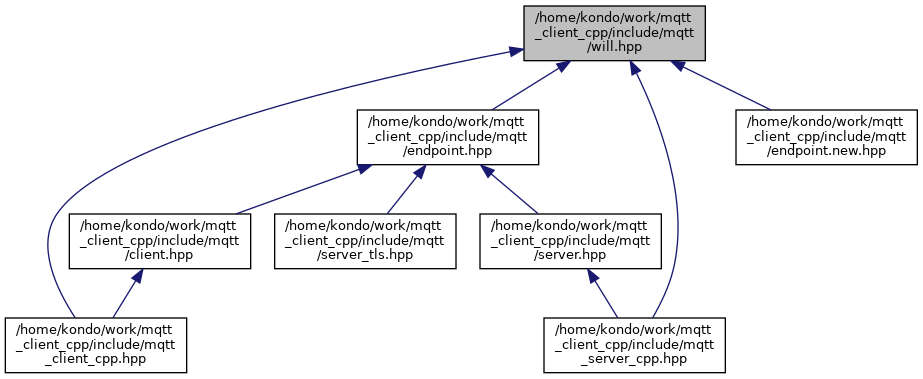 /home/kondo/work/mqtt
_client_cpp/include/mqtt
/will.hpp
/home/kondo/work/mqtt
_client_cpp/include/mqtt
/endpoint.hpp
/home/kondo/work/mqtt
_client_cpp/include/mqtt
/endpoint.new.hpp
/home/kondo/work/mqtt
_client_cpp/include/mqtt
/client.hpp
/home/kondo/work/mqtt
_client_cpp/include/mqtt
/server_tls.hpp
/home/kondo/work/mqtt
_client_cpp/include/mqtt
/server.hpp
/home/kondo/work/mqtt
_client_cpp/include/mqtt
_client_cpp.hpp
/home/kondo/work/mqtt
_client_cpp/include/mqtt
_server_cpp.hpp